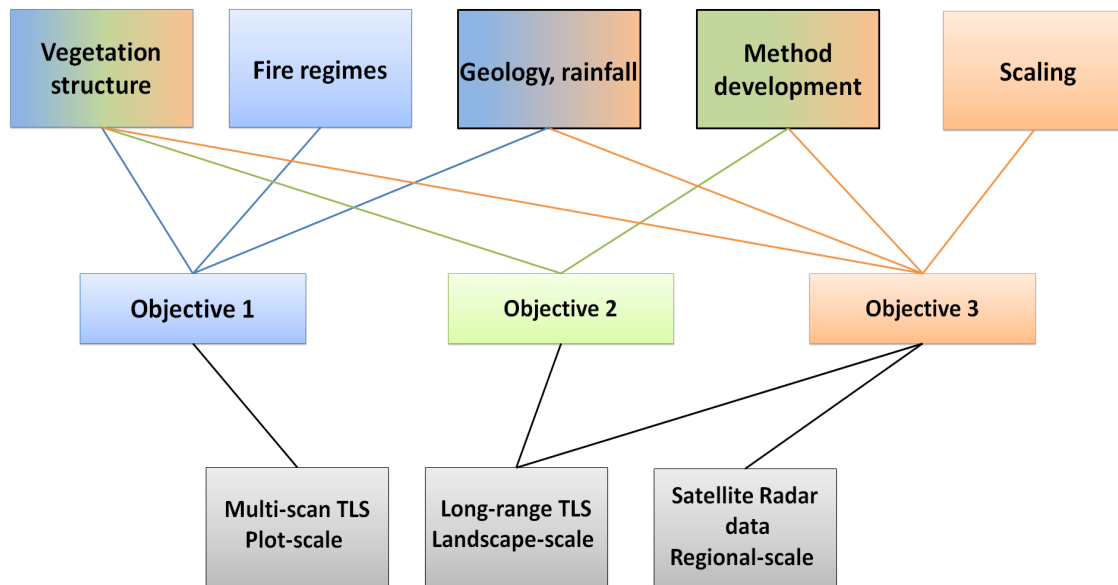 Vegetation
structure
Fire regimes
Geology, rainfall
Method
development
Scaling
Objective 1
Objective 2
Objective 3
Multi-scan TLS
Plot-scale
Long-range TLS
Landscape-scale
Satellite Radar
data
Regional-scale